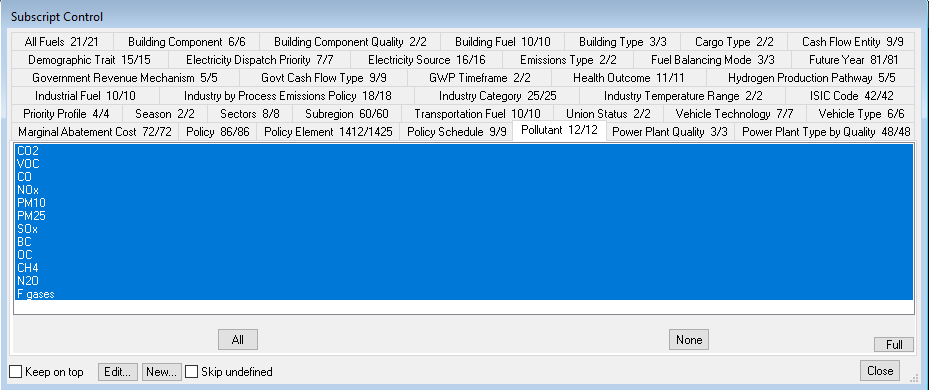 Subscript Control
All Fuels 21/21 Building Component 6/6 Building Component Quality 2/2 Building Fuel 10/10 Building Type 3/3 Cargo Type 2/2 Cash Flow Entity 9/9
Demographic Trait 15/15 Electricity Dispatch Priority 7/7 Electricity Source 16/16 Emissions Type 2/2 Fuel Balancing Mode 3/3 Future Year 81/81
Government Revenue Mechanism 5/5 Govt Cash Flow Type 9/9 GWP Timeframe 2/2 Health Outcome 11/11 Hydrogen Production Pathway 5/5
Industrial Fuel 10/10 Industry by Process Emissions Policy 18/18 Industry Category 25/25 Industry Temperature Range 2/2 ISIC Code 42/42
Priority Profile 4/4 Season 2/2 Sectors 8/8 Subregion 60/60 Transportation Fuel 10/10 Union Status 2/2 Vehicle Technology 7/7 Vehicle Type 6/6
Marginal Abatement Cost 72/72 Policy 86/86 Policy Element 1412/1425 Policy Schedule 9/9 Pollutant 12/12 Power Plant Quality 3/3 Power Plant Type by Quality 48/48
CO2
VOC
CO
NOx
PM10
PM25
SOx
BC
OC
CH4
N2O
F gases
All None
Full
Keep on top Edit... New... Skip undefined Close